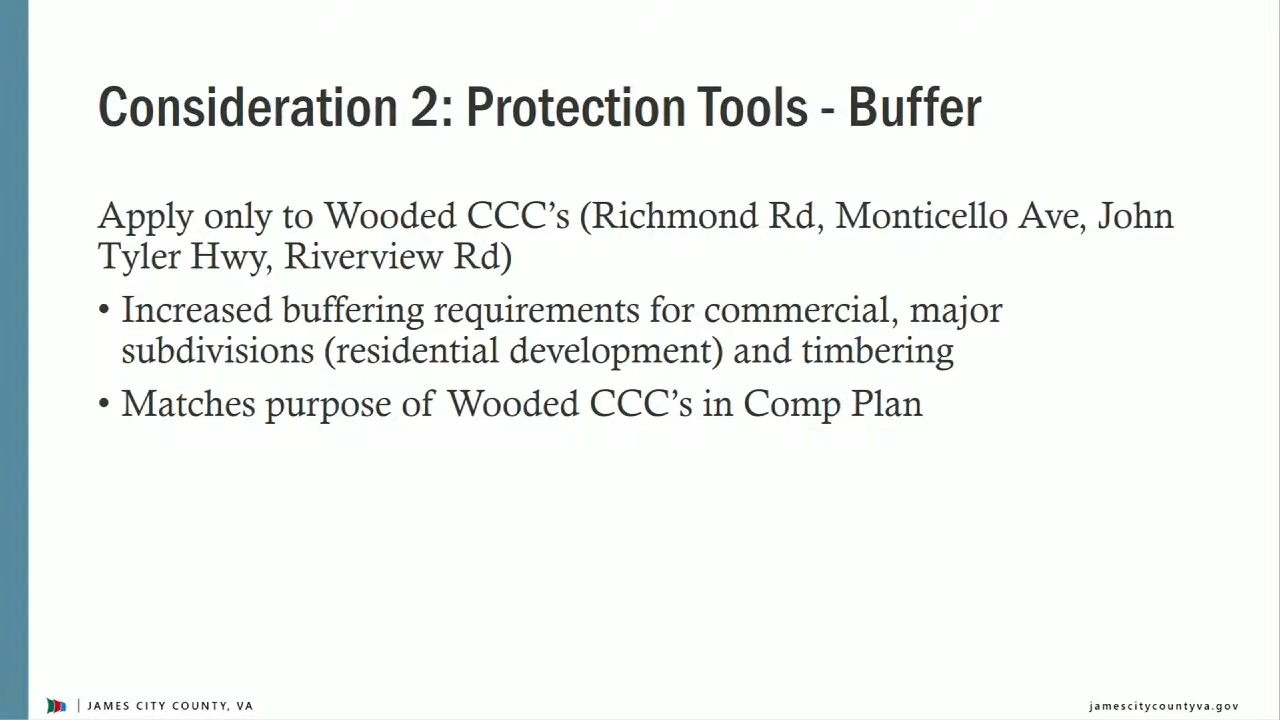 Consideration 2: Protection Tools - Buffer
Apply only to Wooded CCC’s (Richmond Rd, Monticello Ave, John
Tyler Hwy, Riverview Rd)
• Increased buffering requirements for commercial, major
subdivisions (residential development) and timbering
• Matches purpose of Wooded CCC’s in Comp Plan
JAMES CITY COUNTY, VA
jamescitycountyva.gov